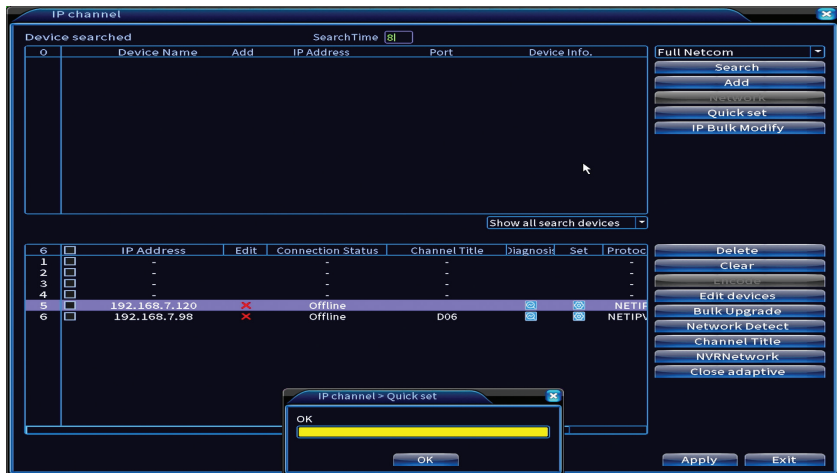 IP channel
Device searched SearchTime 8
0 Device Name Add IP Address Port Device Info.
Full Netcom
Search
Add
Network
Quick set
IP Bulk Modify
Show all search devices
6 IP Address Edit Connection Status Channel Title Diagnosis Set Protoc
1 - - - -
2 - - - -
3 - - - -
4 - - - -
5 192.168.7.120 Offline NETIP
6 192.168.7.98 Offline D06 NETIPV
Delete
Clear
Encode
Edit devices
Bulk Upgrade
Network Detect
Channel Title
NVRNetwork
Close adaptive
IP channel > Quick set
OK
OK
Apply Exit